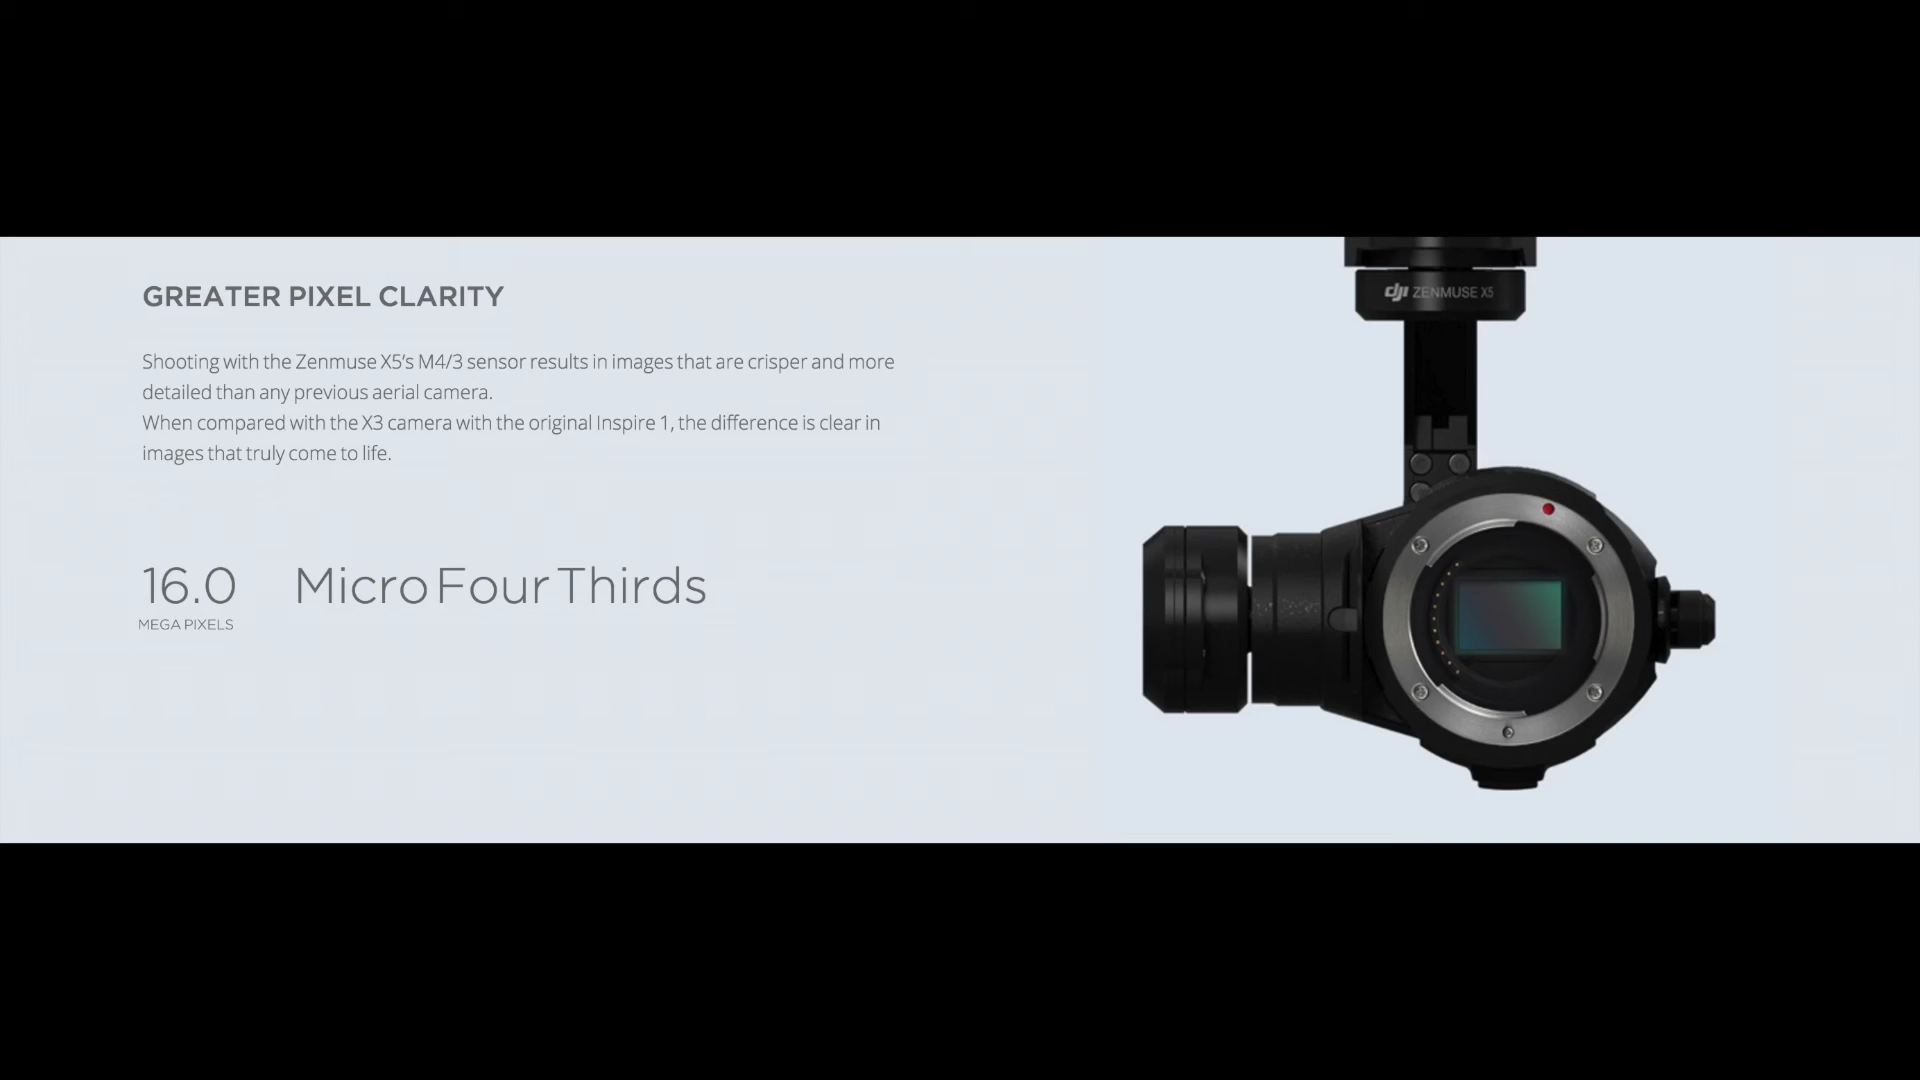 GREATER PIXEL CLARITY
Shooting with the Zenmuse X5's M4/3 sensor results in images that are crisper and more
detailed than any previous aerial camera.
When compared with the X3 camera with the original Inspire 1, the difference is clear in
images that truly come to life.
16.0 Micro Four Thirds
MEGA PIXELS
dji ZENMUSE X5